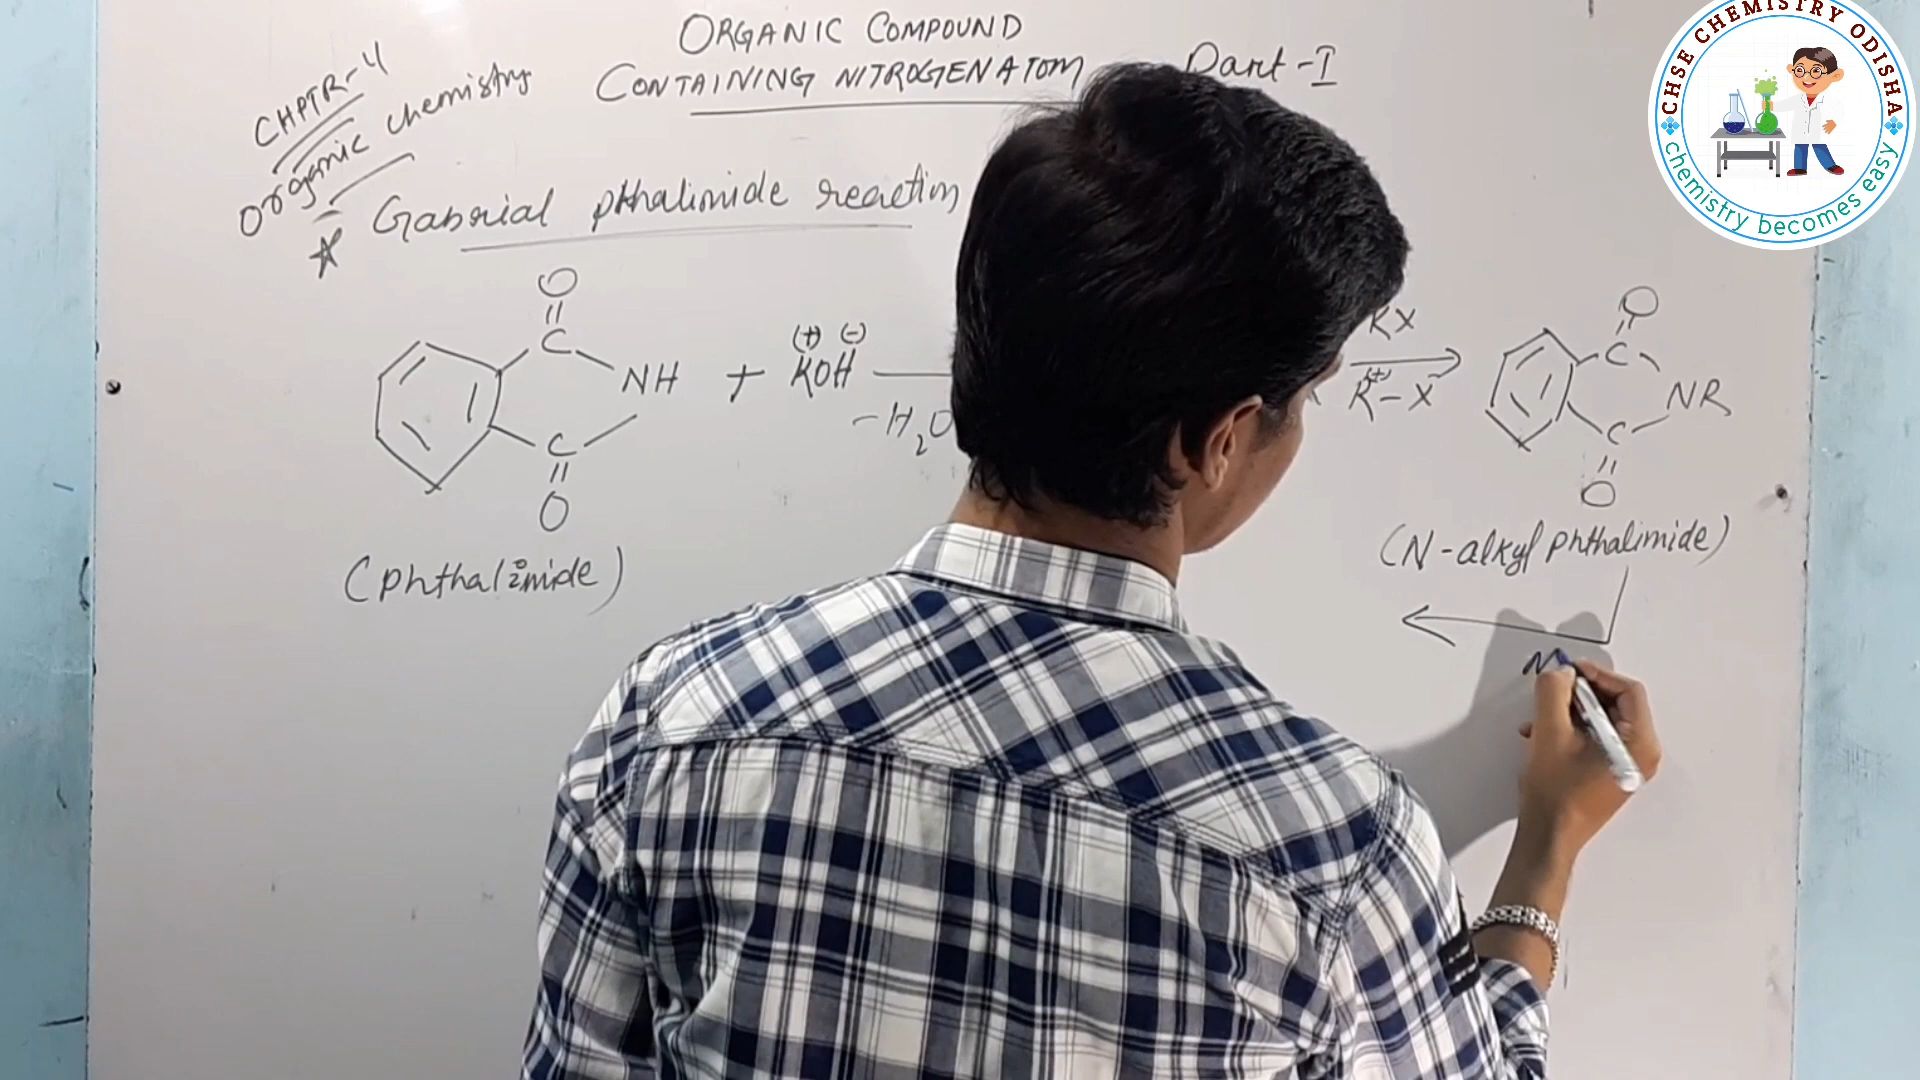 ORGANIC COMPOUND
CONTAINING NITROGEN ATOM Part-I
CHPTR-4
Organic chemistry
Gabrial phthalimide reaction
O
C
NH
C
O
+ KOH
(+) (-)
-H2O
RX
R-X
(+)
O
C
NR
C
O
(phthalimide)
(N-alkyl phthalimide)
CHSE CHEMISTRY ODISHA
chemistry becomes easy